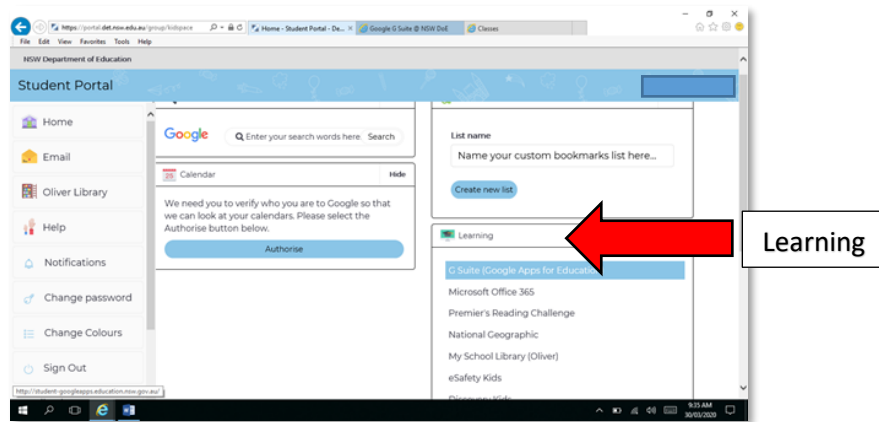 https://portal.det.nsw.edu.au/group/kidspace
Home - Student Portal - De...
Google G Suite @ NSW DoE
Classes
File Edit View Favorites Tools Help
NSW Department of Education
Student Portal
Home
Email
Oliver Library
Help
Notifications
Change password
Change Colours
Sign Out
http://student-googleapps.education.nsw.gov.au/
Google
Enter your search words here. Search
25 Calendar Hide
We need you to verify who you are to Google so that
we can look at your calendars. Please select the
Authorise button below.
Authorise
List name
Name your custom bookmarks list here...
Create new list
Learning
G Suite (Google Apps for Education)
Microsoft Office 365
Premier's Reading Challenge
National Geographic
My School Library (Oliver)
eSafety Kids
Discovery Kids
Learning
9:35 AM
30/03/2020